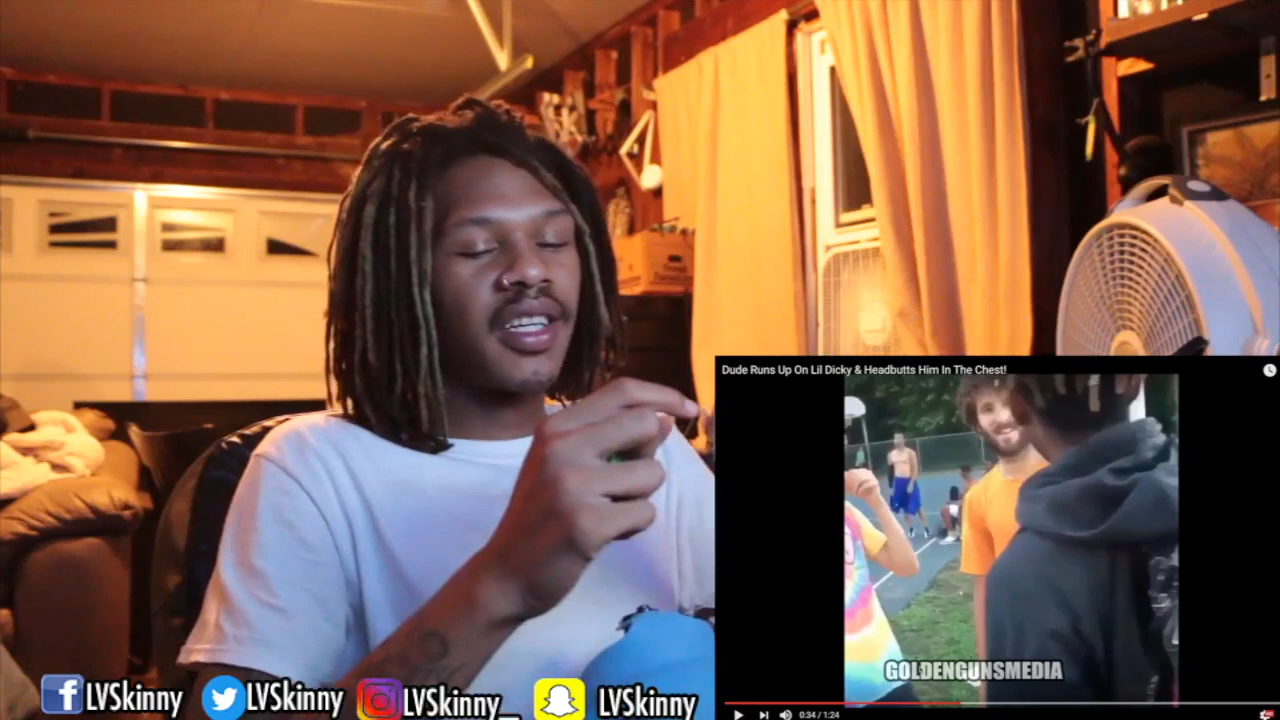 Dude Runs Up On Lil Dicky & Headbutts Him In The Chest!
GOLDENGUNSMEDIA
0:34 / 1:24
LVSkinny LVSkinny LVSkinny_ LVSkinny